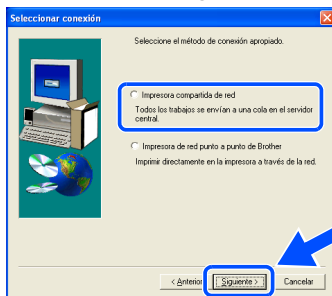 Seleccionar conexión
Seleccione el método de conexión apropiado.
Impresora compartida de red
Todos los trabajos se envían a una cola en el servidor
central.
Impresora de red punto a punto de Brother
Imprimir directamente en la impresora a través de la red.
< Anterior
Siguiente >
Cancelar